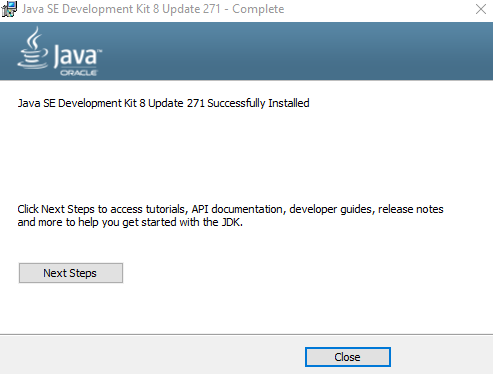 Java SE Development Kit 8 Update 271 - Complete
Java™
ORACLE
Java SE Development Kit 8 Update 271 Successfully Installed
Click Next Steps to access tutorials, API documentation, developer guides, release notes
and more to help you get started with the JDK.
Next Steps
Close